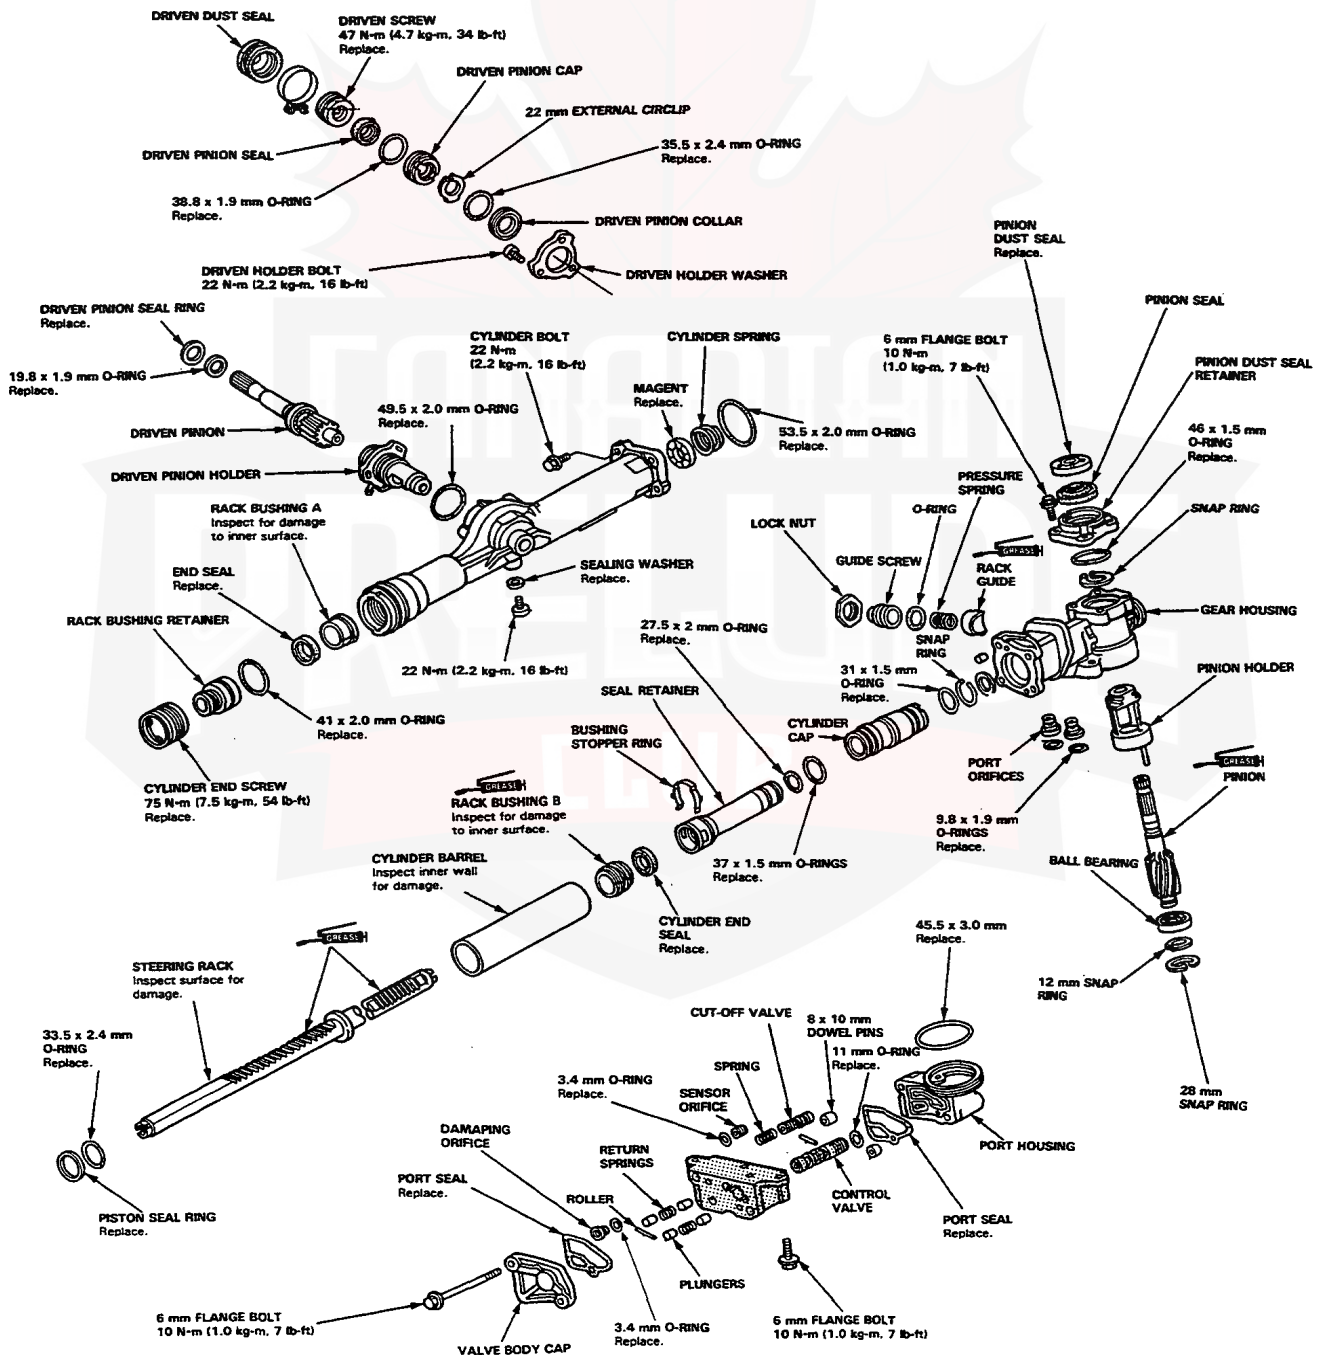 DRIVEN DUST SEAL
DRIVEN SCREW
47 N-m (4.7 kg-m, 34 lb-ft)
Replace.
DRIVEN PINION CAP
22 mm EXTERNAL CIRCLIP
35.5 x 2.4 mm O-RING
Replace.
DRIVEN PINION SEAL
38.8 x 1.9 mm O-RING
Replace.
DRIVEN PINION COLLAR
DRIVEN HOLDER BOLT
22 N-m (2.2 kg-m, 16 lb-ft)
DRIVEN HOLDER WASHER
PINION
DUST SEAL
Replace.
PINION SEAL
6 mm FLANGE BOLT
10 N-m
(1.0 kg-m, 7 lb-ft)
PINION DUST SEAL
RETAINER
46 x 1.5 mm
O-RING
Replace.
SNAP RING
DRIVEN PINION SEAL RING
Replace.
19.8 x 1.9 mm O-RING
Replace.
DRIVEN PINION
DRIVEN PINION HOLDER
49.5 x 2.0 mm O-RING
Replace.
CYLINDER BOLT
22 N-m
(2.2 kg-m, 16 lb-ft)
CYLINDER SPRING
MAGENT
Replace.
53.5 x 2.0 mm O-RING
Replace.
PRESSURE
SPRING
O-RING
LOCK NUT
GUIDE SCREW
GREASE
RACK
GUIDE
SNAP
RING
GEAR HOUSING
RACK BUSHING A
Inspect for damage
to inner surface.
END SEAL
Replace.
RACK BUSHING RETAINER
SEALING WASHER
Replace.
22 N-m (2.2 kg-m, 16 lb-ft)
27.5 x 2 mm O-RING
Replace.
31 x 1.5 mm
O-RING
Replace.
PINION HOLDER
41 x 2.0 mm O-RING
Replace.
SEAL RETAINER
BUSHING
STOPPER RING
CYLINDER
CAP
PORT
ORIFICES
GREASE
PINION
CYLINDER END SCREW
75 N-m (7.5 kg-m, 54 lb-ft)
Replace.
GREASE
RACK BUSHING B
Inspect for damage
to inner surface.
9.8 x 1.9 mm
O-RINGS
Replace.
BALL BEARING
CYLINDER BARREL
Inspect inner wall
for damage.
37 x 1.5 mm O-RINGS
Replace.
CYLINDER END
SEAL
Replace.
45.5 x 3.0 mm
Replace.
12 mm SNAP
RING
28 mm
SNAP RING
GREASE
STEERING RACK
Inspect surface for
damage.
33.5 x 2.4 mm
O-RING
Replace.
PISTON SEAL RING
Replace.
CUT-OFF VALVE
8 x 10 mm
DOWEL PINS
11 mm O-RING
Replace.
SPRING
3.4 mm O-RING
Replace.
SENSOR
ORIFICE
PORT HOUSING
DAMAPING
ORIFICE
RETURN
SPRINGS
PORT SEAL
Replace.
ROLLER
CONTROL
VALVE
PORT SEAL
Replace.
PLUNGERS
6 mm FLANGE BOLT
10 N-m (1.0 kg-m, 7 lb-ft)
VALVE BODY CAP
3.4 mm O-RING
Replace.
6 mm FLANGE BOLT
10 N-m (1.0 kg-m, 7 lb-ft)
CANADIAN
PRELUDE
CLUB